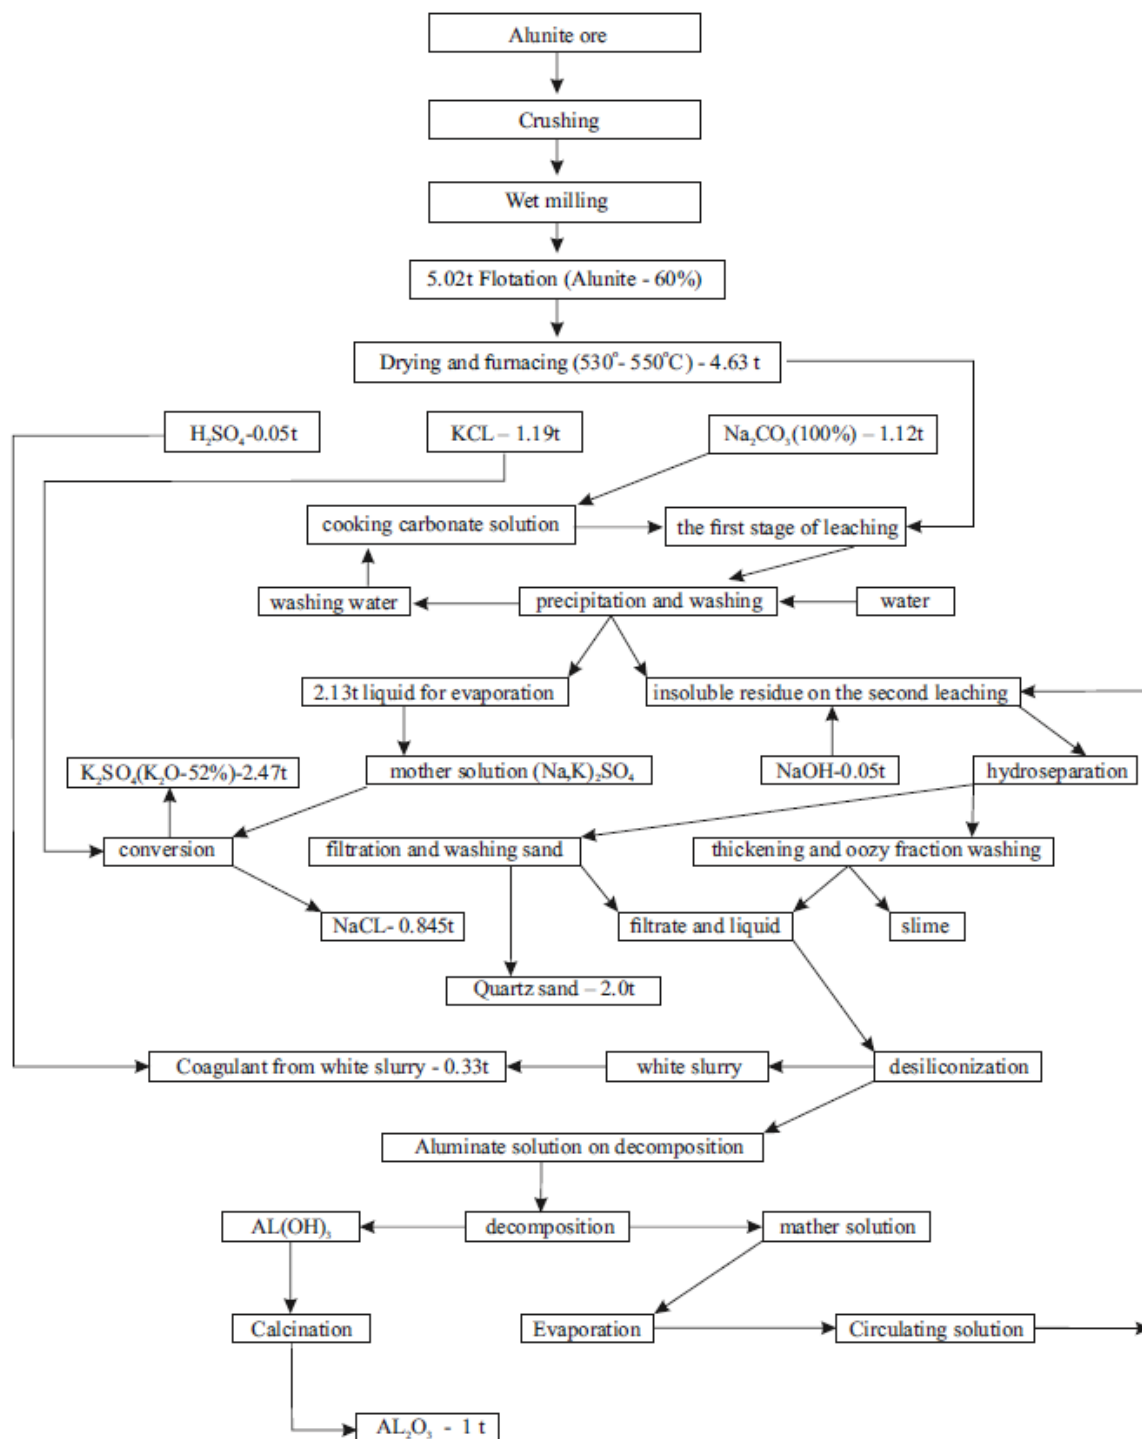 Alunite ore
Crushing
Wet milling
5.02t Flotation (Alunite - 60%)
Drying and furnacing (530°- 550°C) - 4.63 t
H₂SO₄-0.05t
KCL – 1.19t
Na₂CO₃(100%) – 1.12t
cooking carbonate solution
the first stage of leaching
washing water
precipitation and washing
water
2.13t liquid for evaporation
insoluble residue on the second leaching
K₂SO₄(K₂O-52%)-2.47t
mother solution (Na,K)₂SO₄
NaOH-0.05t
hydroseparation
conversion
filtration and washing sand
thickening and oozy fraction washing
NaCL- 0.845t
filtrate and liquid
slime
Quartz sand – 2.0t
Coagulant from white slurry - 0.33t
white slurry
desiliconization
Aluminate solution on decomposition
AL(OH)₃
decomposition
mather solution
Calcination
Evaporation
Circulating solution
AL₂O₃ - 1 t